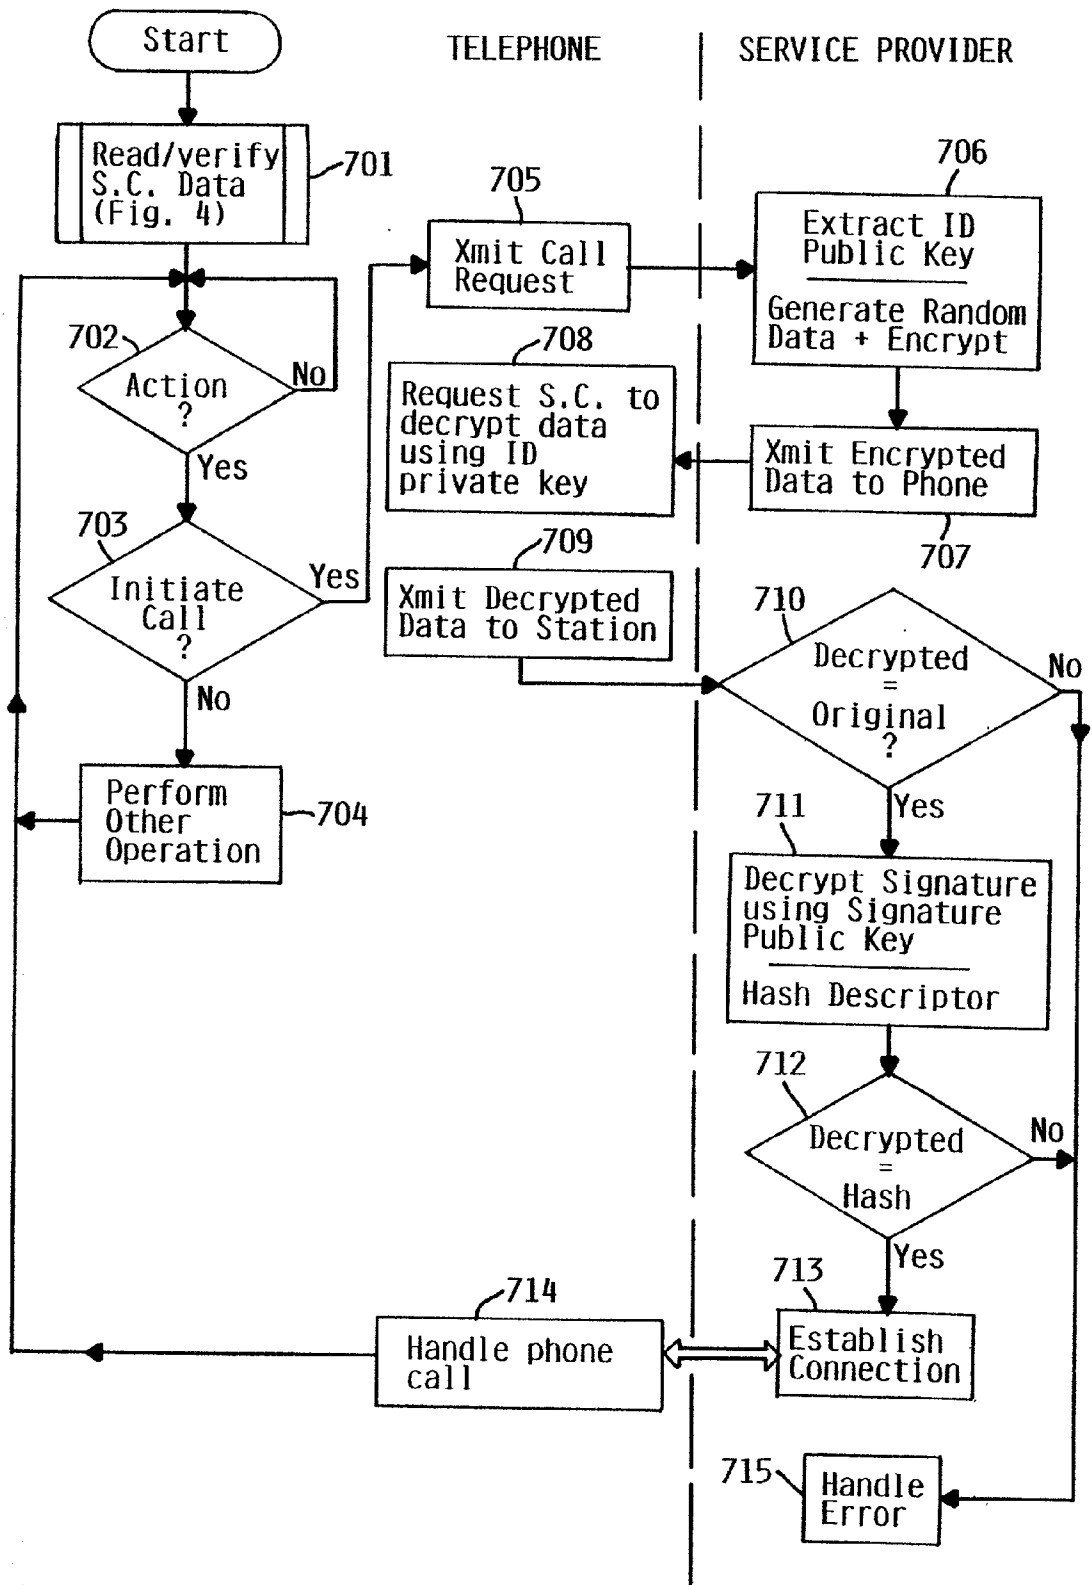 Start
TELEPHONE
SERVICE PROVIDER
Read/verify
S.C. Data
(Fig. 4)
701
705
Xmit Call
Request
706
Extract ID
Public Key
Generate Random
Data + Encrypt
702
Action
?
No
Yes
708
Request S.C. to
decrypt data
using ID
private key
Xmit Encrypted
Data to Phone
707
703
Initiate
Call
?
Yes
No
709
Xmit Decrypted
Data to Station
710
Decrypted
=
Original
?
No
Yes
Perform
Other
Operation
704
711
Decrypt Signature
using Signature
Public Key
Hash Descriptor
712
Decrypted
=
Hash
No
Yes
713
Establish
Connection
714
Handle phone
call
715
Handle
Error